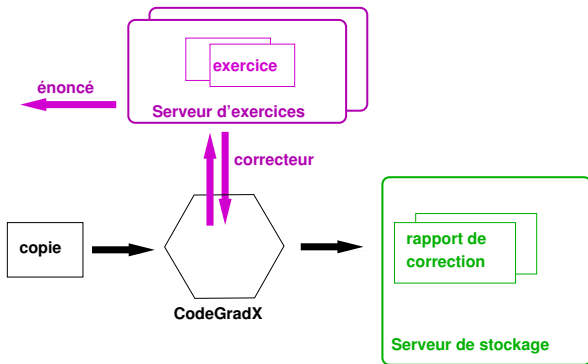 exercice
énoncé
Serveur d'exercices
correcteur
copie
rapport de
correction
CodeGradX
Serveur de stockage